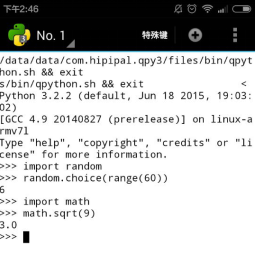 下午2:46
No. 1
特殊键
/data/data/com.hipipal.qpy3/files/bin/qpyt
hon.sh && exit
s/bin/qpython.sh && exit <
Python 3.2.2 (default, Jun 18 2015, 19:03:
02)
[GCC 4.9 20140827 (prerelease)] on linux-a
rmv7l
Type "help", "copyright", "credits" or "li
cense" for more information.
>>> import random
>>> random.choice(range(60))
6
>>> import math
>>> math.sqrt(9)
3.0
>>>